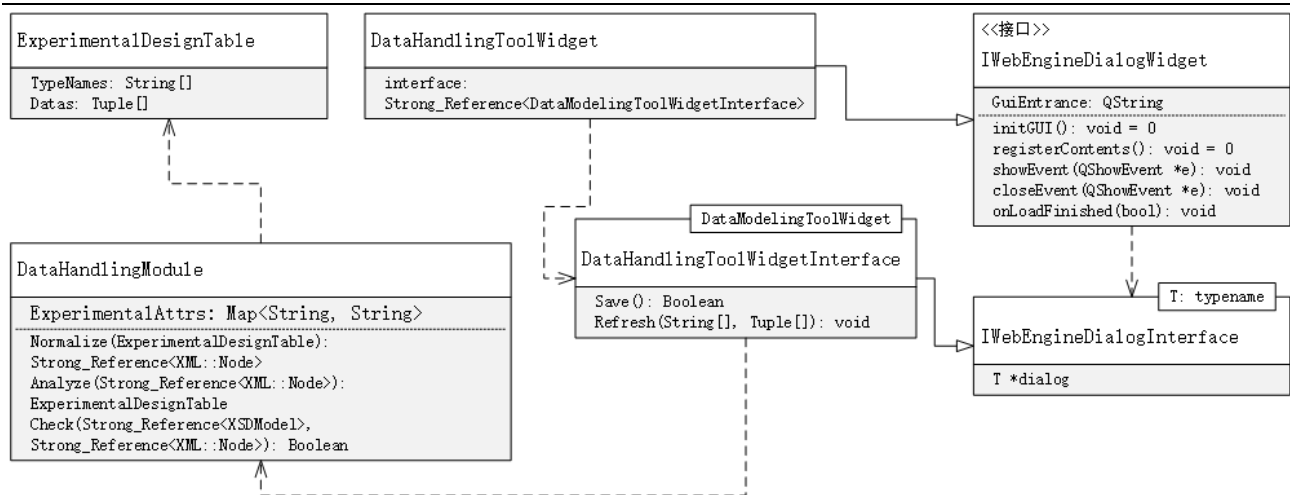 ExperimentalDesignTable
TypeNames: String[]
Datas: Tuple[]
DataHandlingToolWidget
interface:
Strong_Reference<DataModelingToolWidgetInterface>
<<接口>>
IWebEngineDialogWidget
GuiEntrance: QString
initGUI(): void = 0
registerContents(): void = 0
showEvent(QShowEvent *e): void
closeEvent(QShowEvent *e): void
onLoadFinished(bool): void
DataHandlingModule
ExperimentalAttrs: Map<String, String>
Normalize(ExperimentalDesignTable):
Strong_Reference<XML::Node>
Analyze(Strong_Reference<XML::Node>):
ExperimentalDesignTable
Check(Strong_Reference<XSDModel>,
Strong_Reference<XML::Node>): Boolean
DataModelingToolWidget
DataHandlingToolWidgetInterface
Save(): Boolean
Refresh(String[], Tuple[]): void
T: typename
IWebEngineDialogInterface
T *dialog